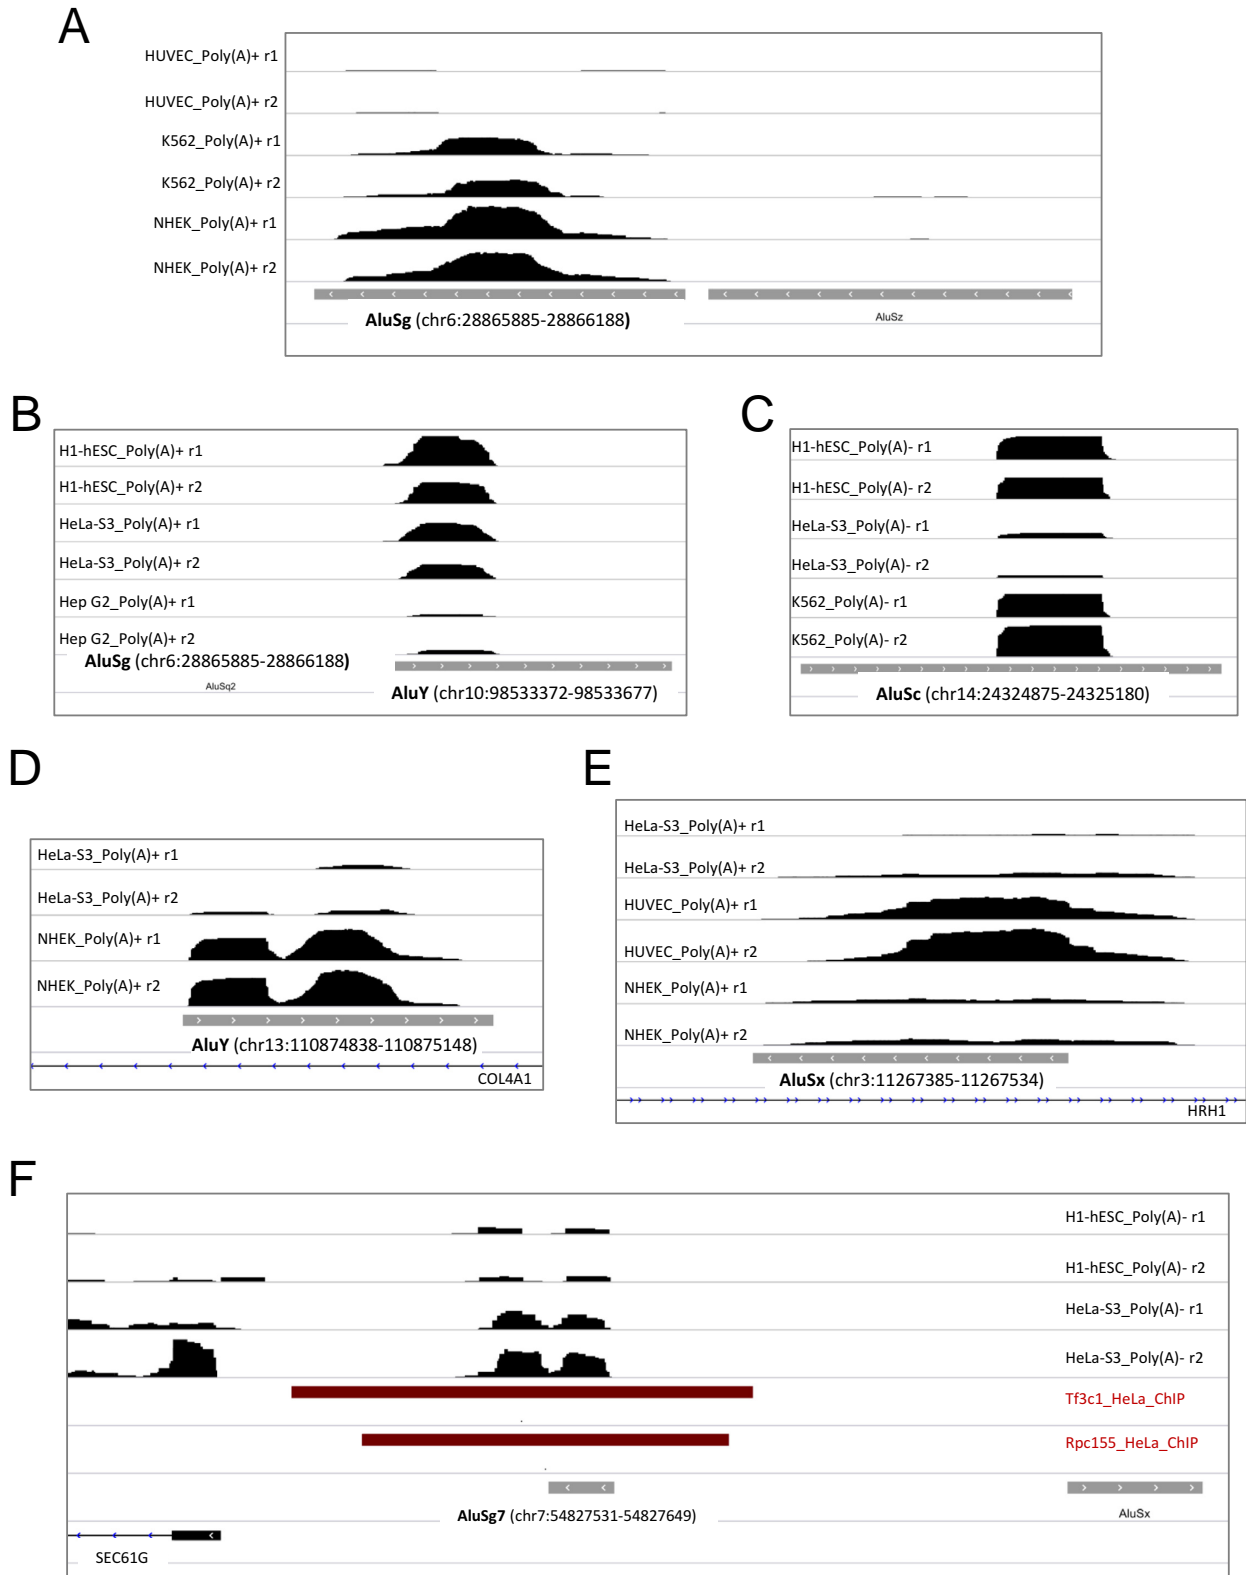 A
HUVEC_Poly(A)+ r1
HUVEC_Poly(A)+ r2
K562_Poly(A)+ r1
K562_Poly(A)+ r2
NHEK_Poly(A)+ r1
NHEK_Poly(A)+ r2
AluSg (chr6:28865885-28866188)
AluSz
B
H1-hESC_Poly(A)+ r1
H1-hESC_Poly(A)+ r2
HeLa-S3_Poly(A)+ r1
HeLa-S3_Poly(A)+ r2
Hep G2_Poly(A)+ r1
Hep G2_Poly(A)+ r2
AluSg (chr6:28865885-28866188)
AluSq2
AluY (chr10:98533372-98533677)
C
H1-hESC_Poly(A)- r1
H1-hESC_Poly(A)- r2
HeLa-S3_Poly(A)- r1
HeLa-S3_Poly(A)- r2
K562_Poly(A)- r1
K562_Poly(A)- r2
AluSc (chr14:24324875-24325180)
D
HeLa-S3_Poly(A)+ r1
HeLa-S3_Poly(A)+ r2
NHEK_Poly(A)+ r1
NHEK_Poly(A)+ r2
AluY (chr13:110874838-110875148)
COL4A1
E
HeLa-S3_Poly(A)+ r1
HeLa-S3_Poly(A)+ r2
HUVEC_Poly(A)+ r1
HUVEC_Poly(A)+ r2
NHEK_Poly(A)+ r1
NHEK_Poly(A)+ r2
AluSx (chr3:11267385-11267534)
HRH1
F
H1-hESC_Poly(A)- r1
H1-hESC_Poly(A)- r2
HeLa-S3_Poly(A)- r1
HeLa-S3_Poly(A)- r2
Tf3c1_HeLa_ChIP
Rpc155_HeLa_ChIP
AluSg7 (chr7:54827531-54827649)
AluSx
SEC61G